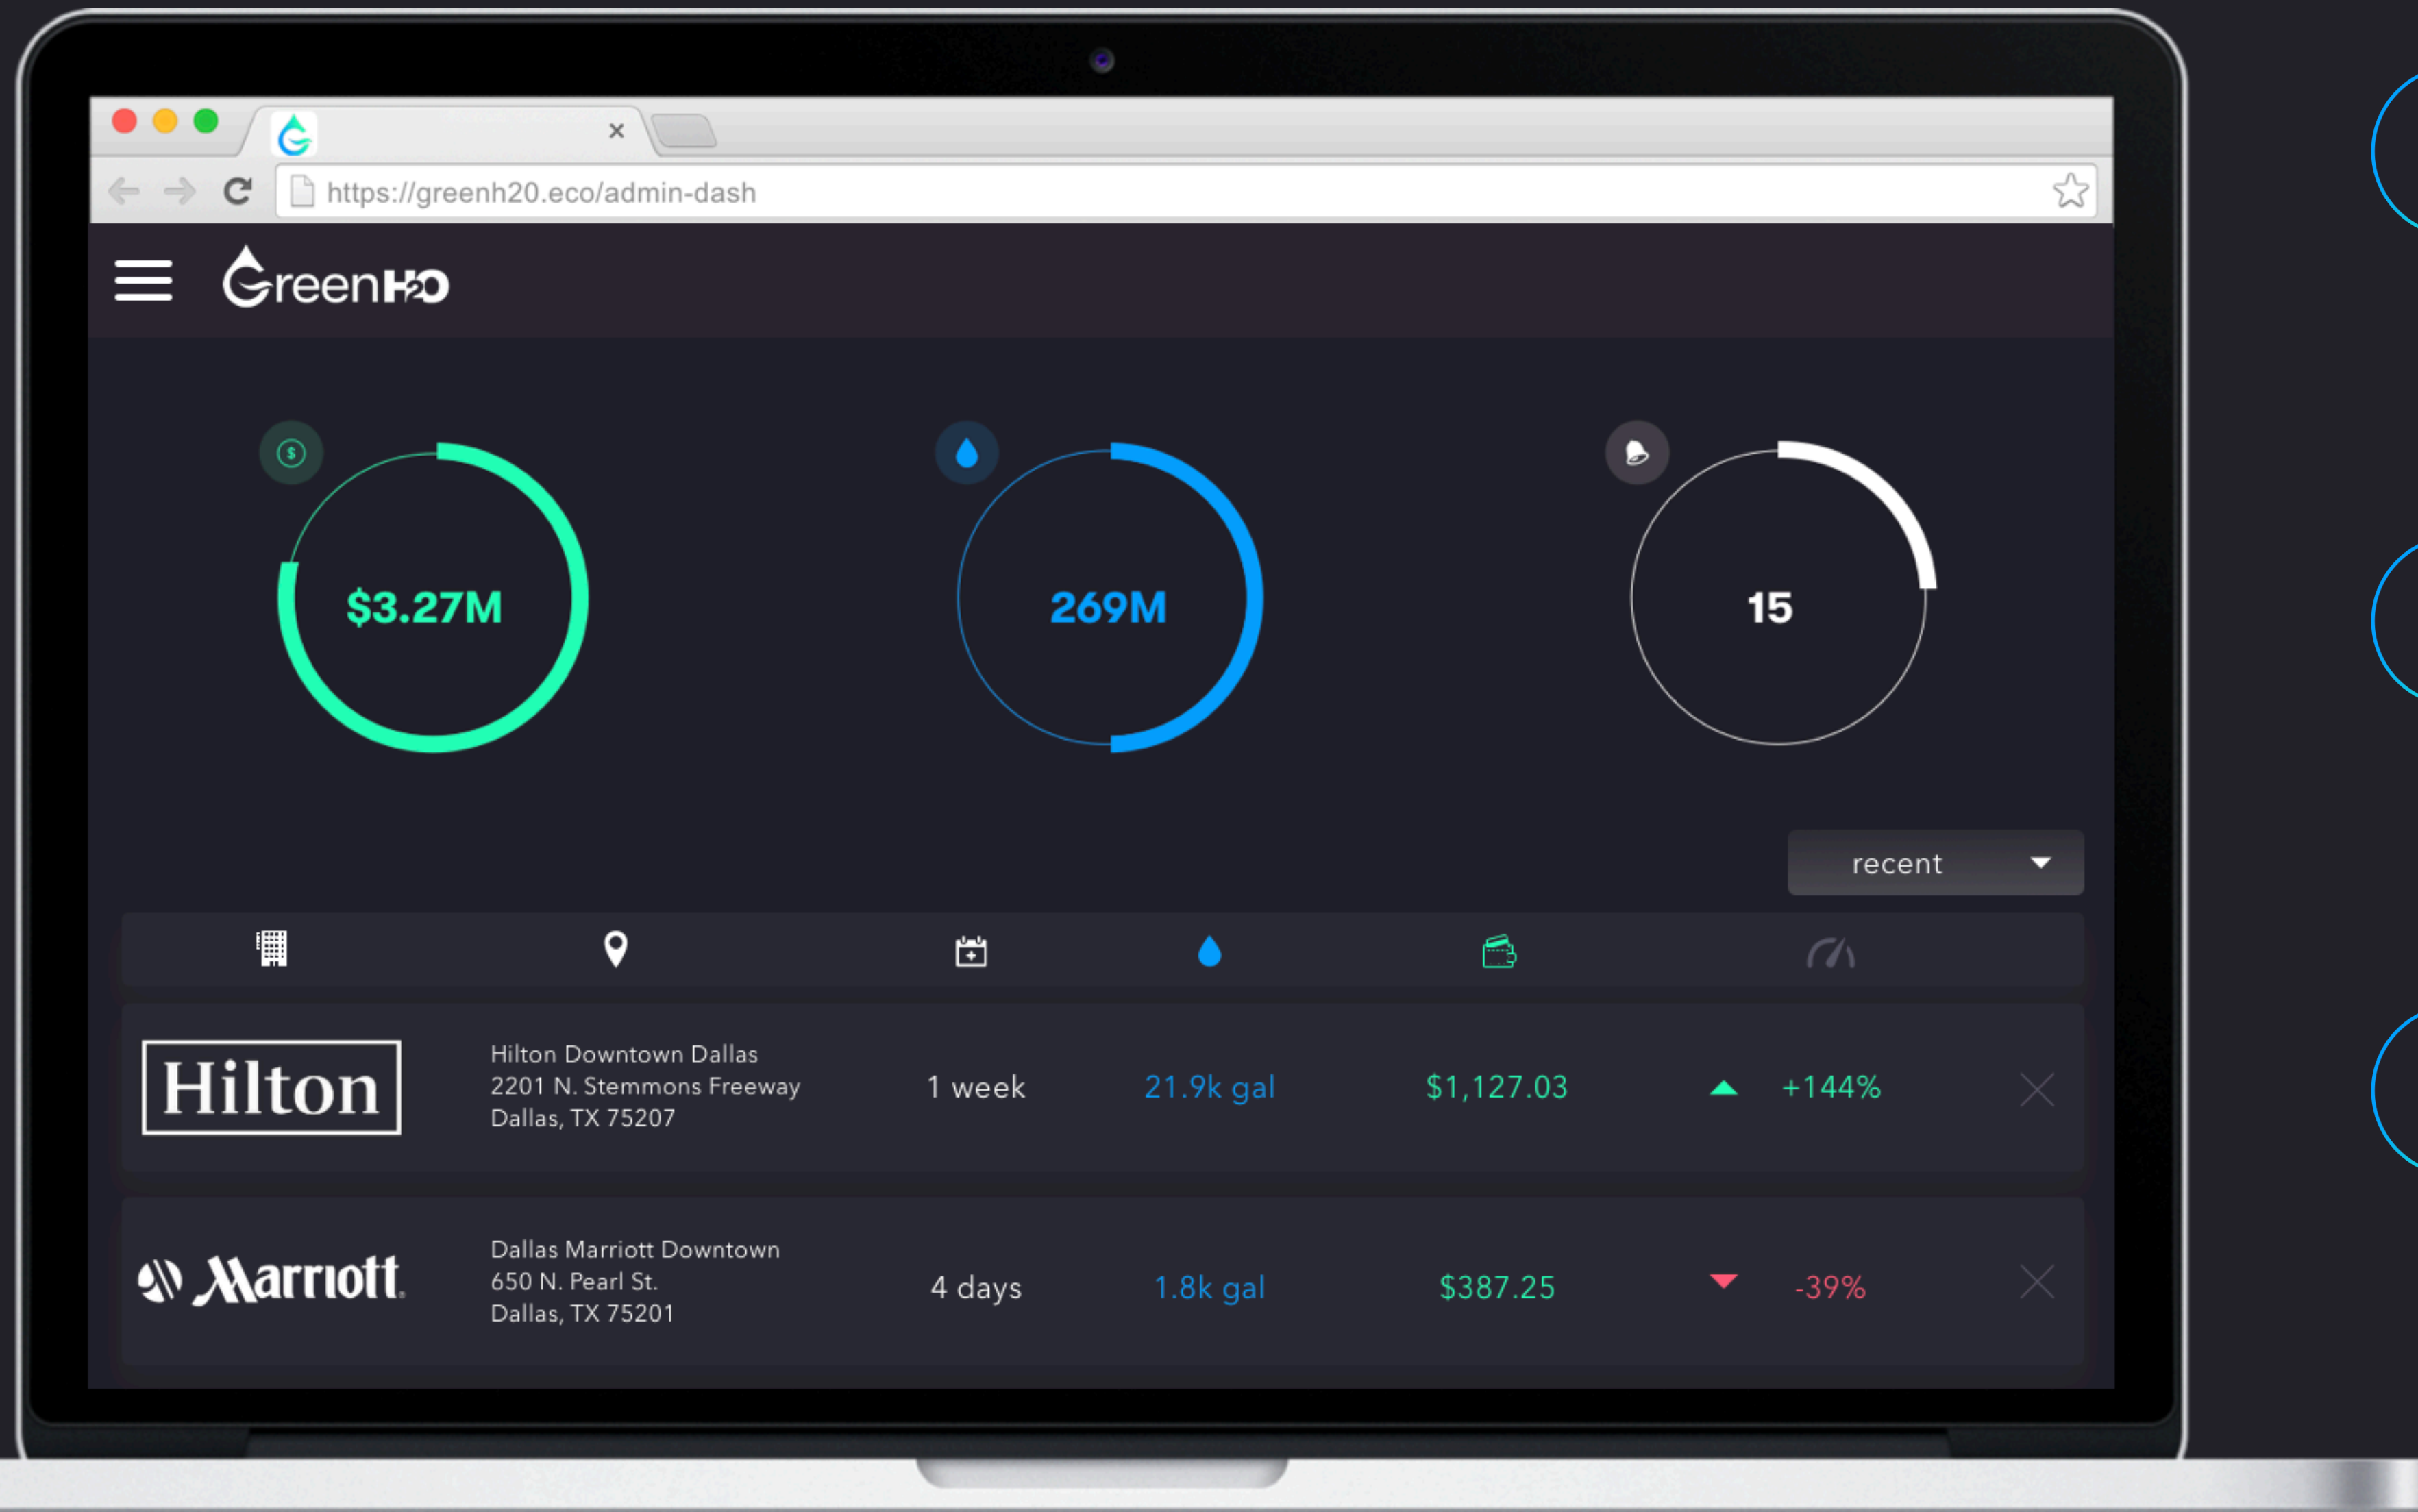 https://greenh20.eco/admin-dash
GreenH2O
$3.27M
269M
15
recent
Hilton
Hilton Downtown Dallas
2201 N. Stemmons Freeway
Dallas, TX 75207
1 week
21.9k gal
$1,127.03
+144%
Marriott
Dallas Marriott Downtown
650 N. Pearl St.
Dallas, TX 75201
4 days
1.8k gal
$387.25
-39%